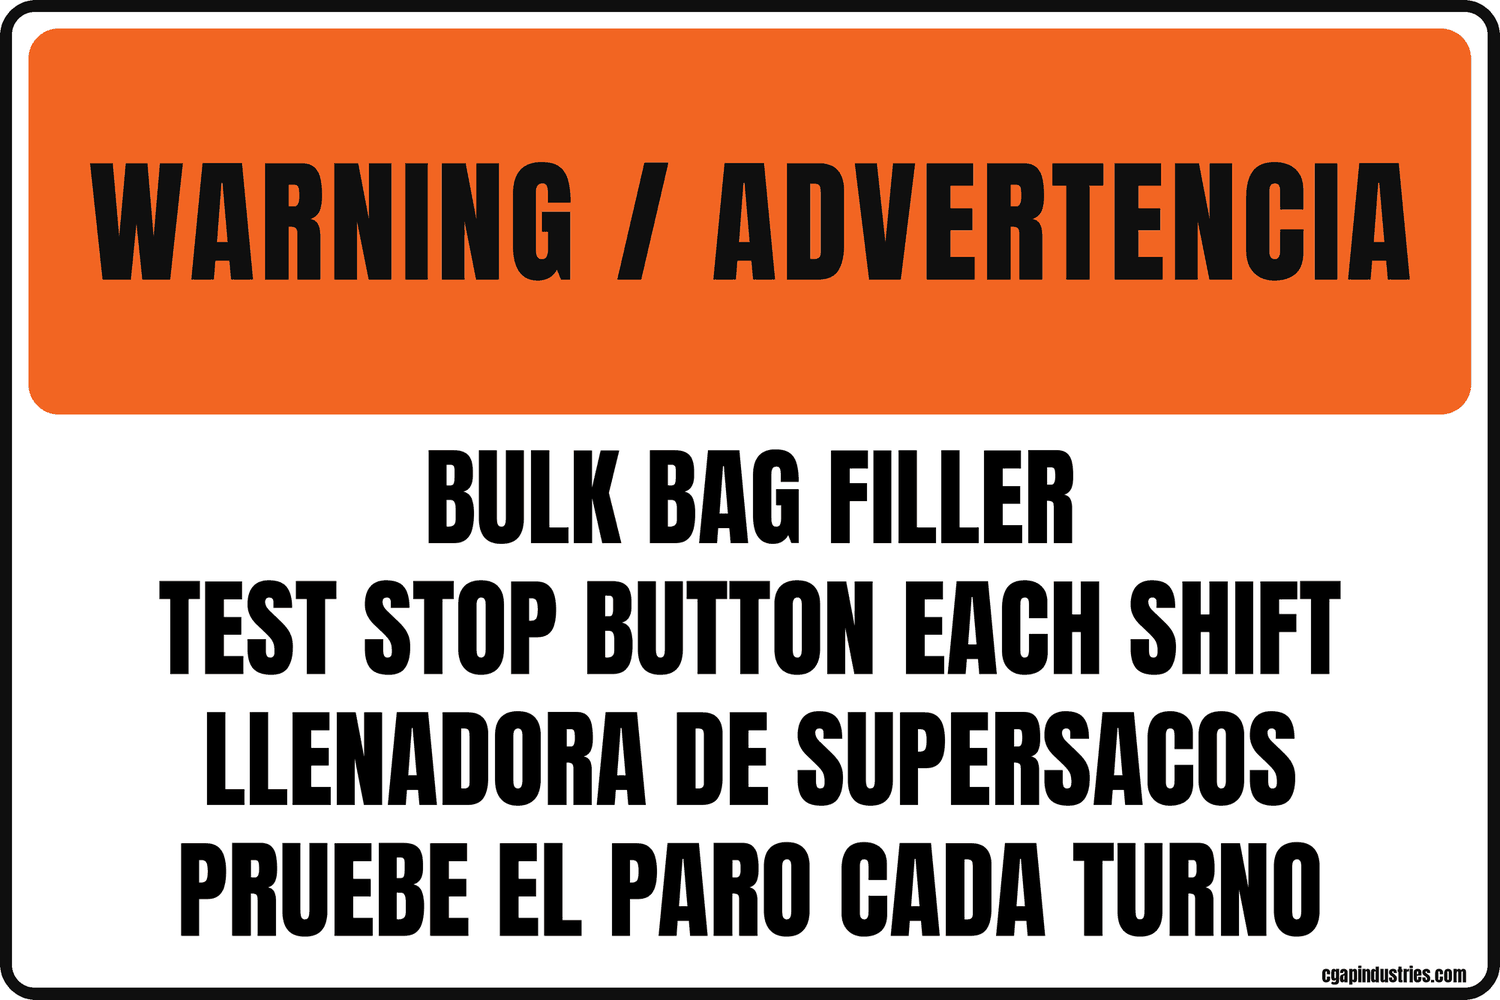 WARNING / ADVERTENCIA
BULK BAG FILLER
TEST STOP BUTTON EACH SHIFT
LLENADORA DE SUPERSACOS
PRUEBE EL PARO CADA TURNO
cgapindustries.com